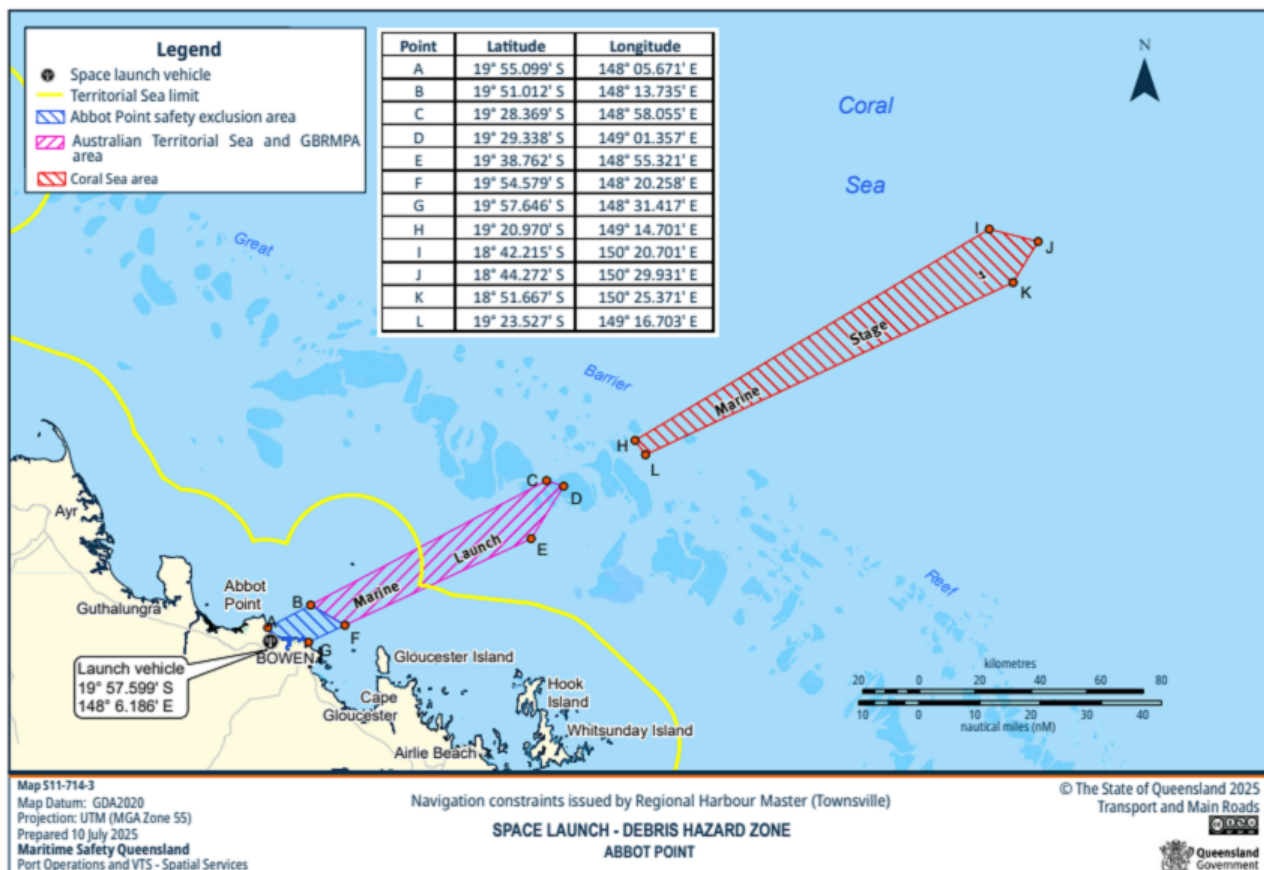 Legend
Space launch vehicle
Territorial Sea limit
Abbot Point safety exclusion area
Australian Territorial Sea and GBRMPA
area
Coral Sea area
Point Latitude Longitude
A 19° 55.099' S 148° 05.671' E
B 19° 51.012' S 148° 13.735' E
C 19° 28.369' S 148° 58.055' E
D 19° 29.338' S 149° 01.357' E
E 19° 38.762' S 148° 55.321' E
F 19° 54.579' S 148° 20.258' E
G 19° 57.646' S 148° 31.417' E
H 19° 20.970' S 149° 14.701' E
I 18° 42.215' S 150° 20.701' E
J 18° 44.272' S 150° 29.931' E
K 18° 51.667' S 150° 25.371' E
L 19° 23.527' S 149° 16.703' E
N
Coral
Sea
Great
Barrier
Reef
I
J
K
1
Stage
Marine
H
L
C
D
E
Launch
Marine
B
F
A
G
Ayr
Guthalungra
Abbot
Point
BOWEN
Launch vehicle
19° 57.599' S
148° 6.186' E
Gloucester Island
Cape
Gloucester
Hook
Island
Whitsunday Island
Airlie Beach
kilometres
20 0 20 40 60 80
10 0 10 20 30 40
nautical miles (nM)
Map S11-714-3
Map Datum: GDA2020
Projection: UTM (MGA Zone 55)
Prepared 10 July 2025
Maritime Safety Queensland
Port Operations and VTS - Spatial Services
Navigation constraints issued by Regional Harbour Master (Townsville)
SPACE LAUNCH - DEBRIS HAZARD ZONE
ABBOT POINT
© The State of Queensland 2025
Transport and Main Roads
Queensland
Government